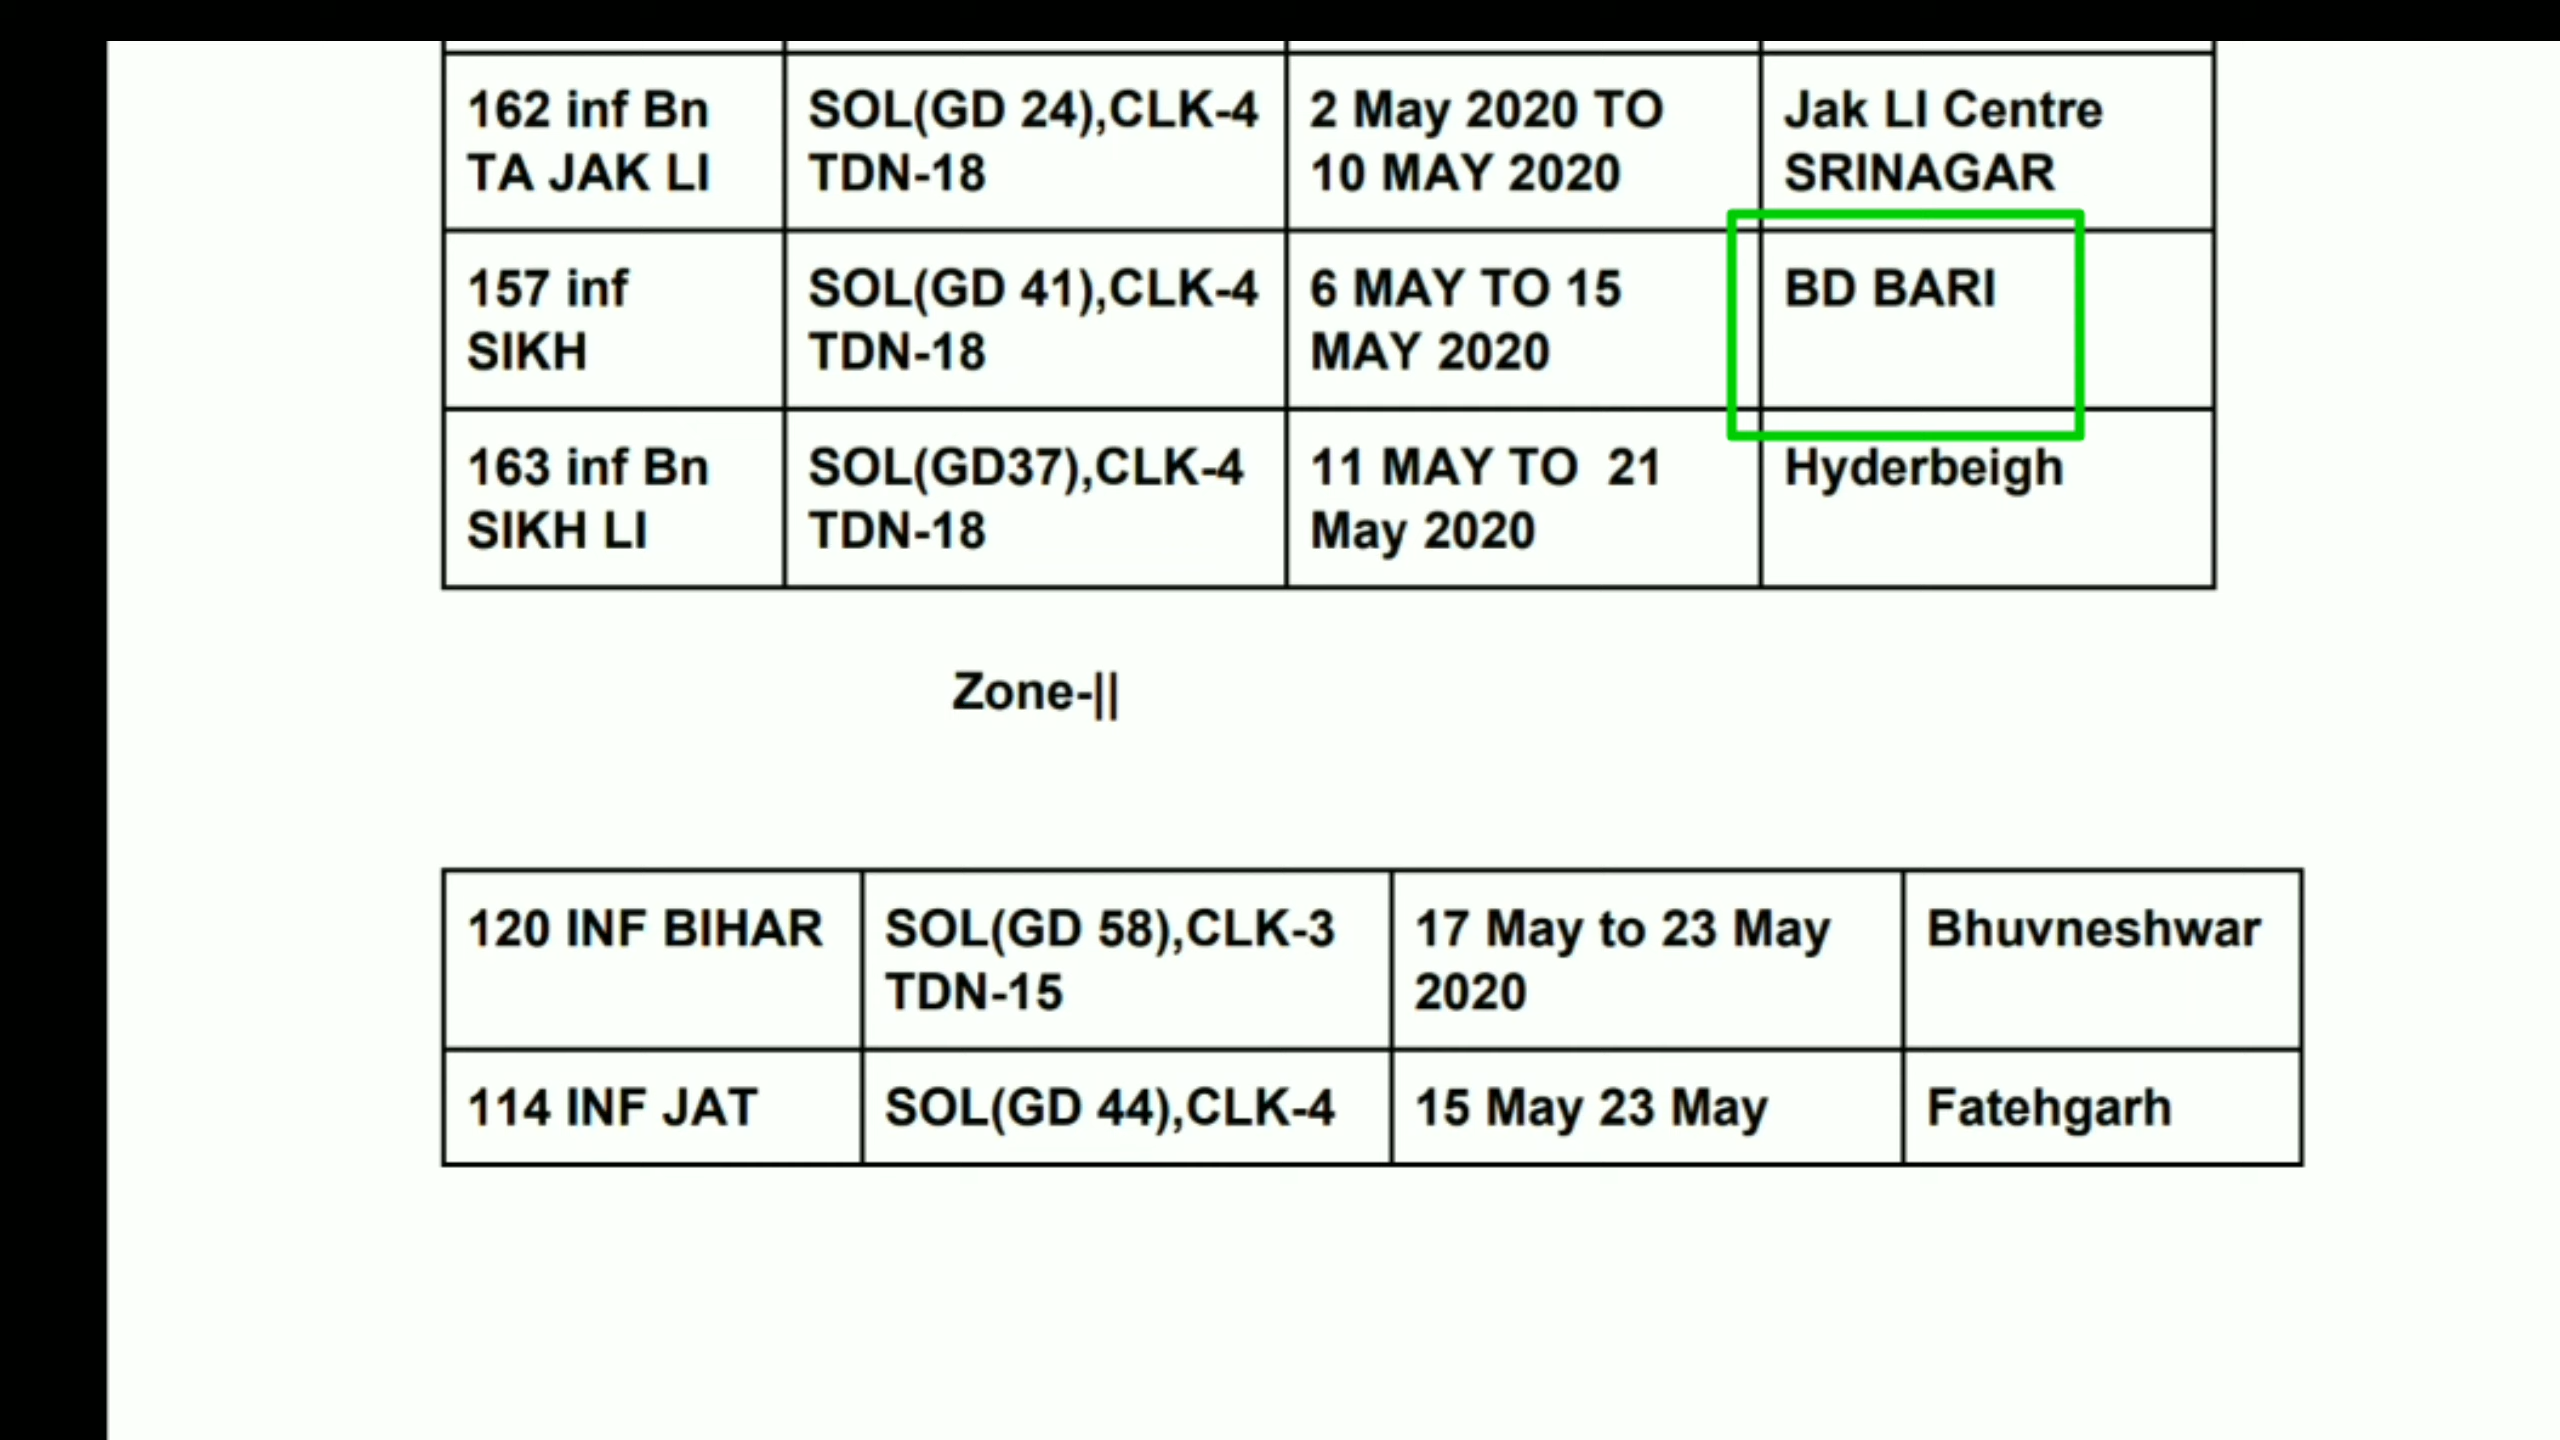 162 inf Bn
TA JAK LI
SOL(GD 24),CLK-4
TDN-18
2 May 2020 TO
10 MAY 2020
Jak LI Centre
SRINAGAR
157 inf
SIKH
SOL(GD 41),CLK-4
TDN-18
6 MAY TO 15
MAY 2020
BD BARI
163 inf Bn
SIKH LI
SOL(GD37),CLK-4
TDN-18
11 MAY TO  21
May 2020
Hyderbeigh
Zone-||
120 INF BIHAR
SOL(GD 58),CLK-3
TDN-15
17 May to 23 May
2020
Bhuvneshwar
114 INF JAT
SOL(GD 44),CLK-4
15 May 23 May
Fatehgarh